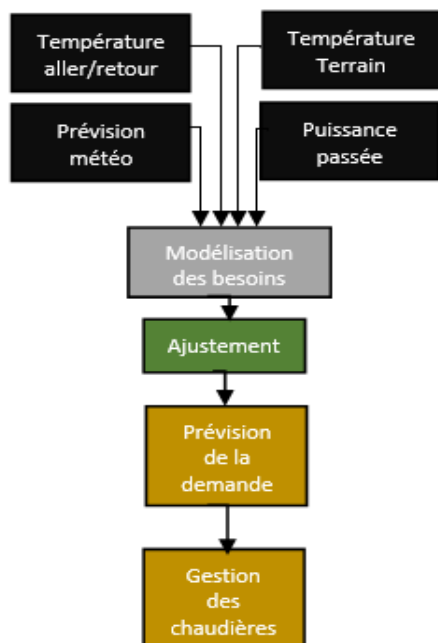 Température
aller/retour
Température
Terrain
Prévision
météo
Puissance
passée
Modélisation
des besoins
Ajustement
Prévision
de la
demande
Gestion
des
chaudières